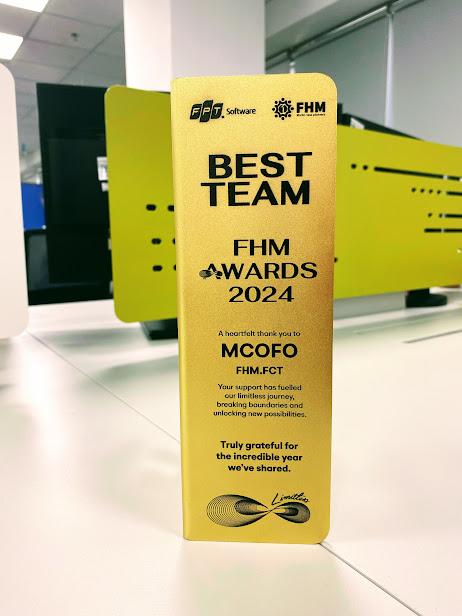 FPT Software FHM
BEST
TEAM
FHM
AWARDS
2024
A heartfelt thank you to
MCOFO
FHM.FCT
Your support has fuelled
our limitless journey,
breaking boundaries and
unlocking new possibilities.
Truly grateful for
the incredible year
we've shared.
Limitless